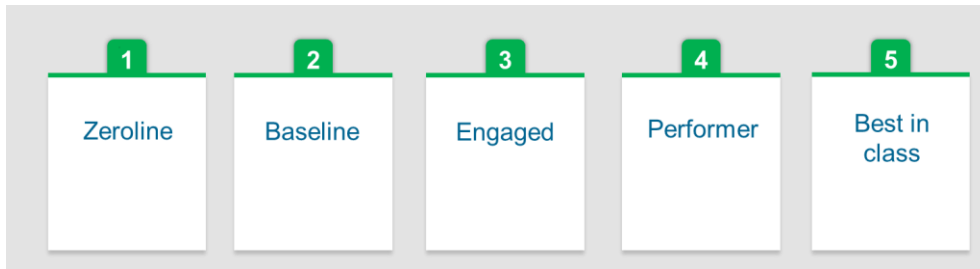 1
Zeroline
2
Baseline
3
Engaged
4
Performer
5
Best in
class